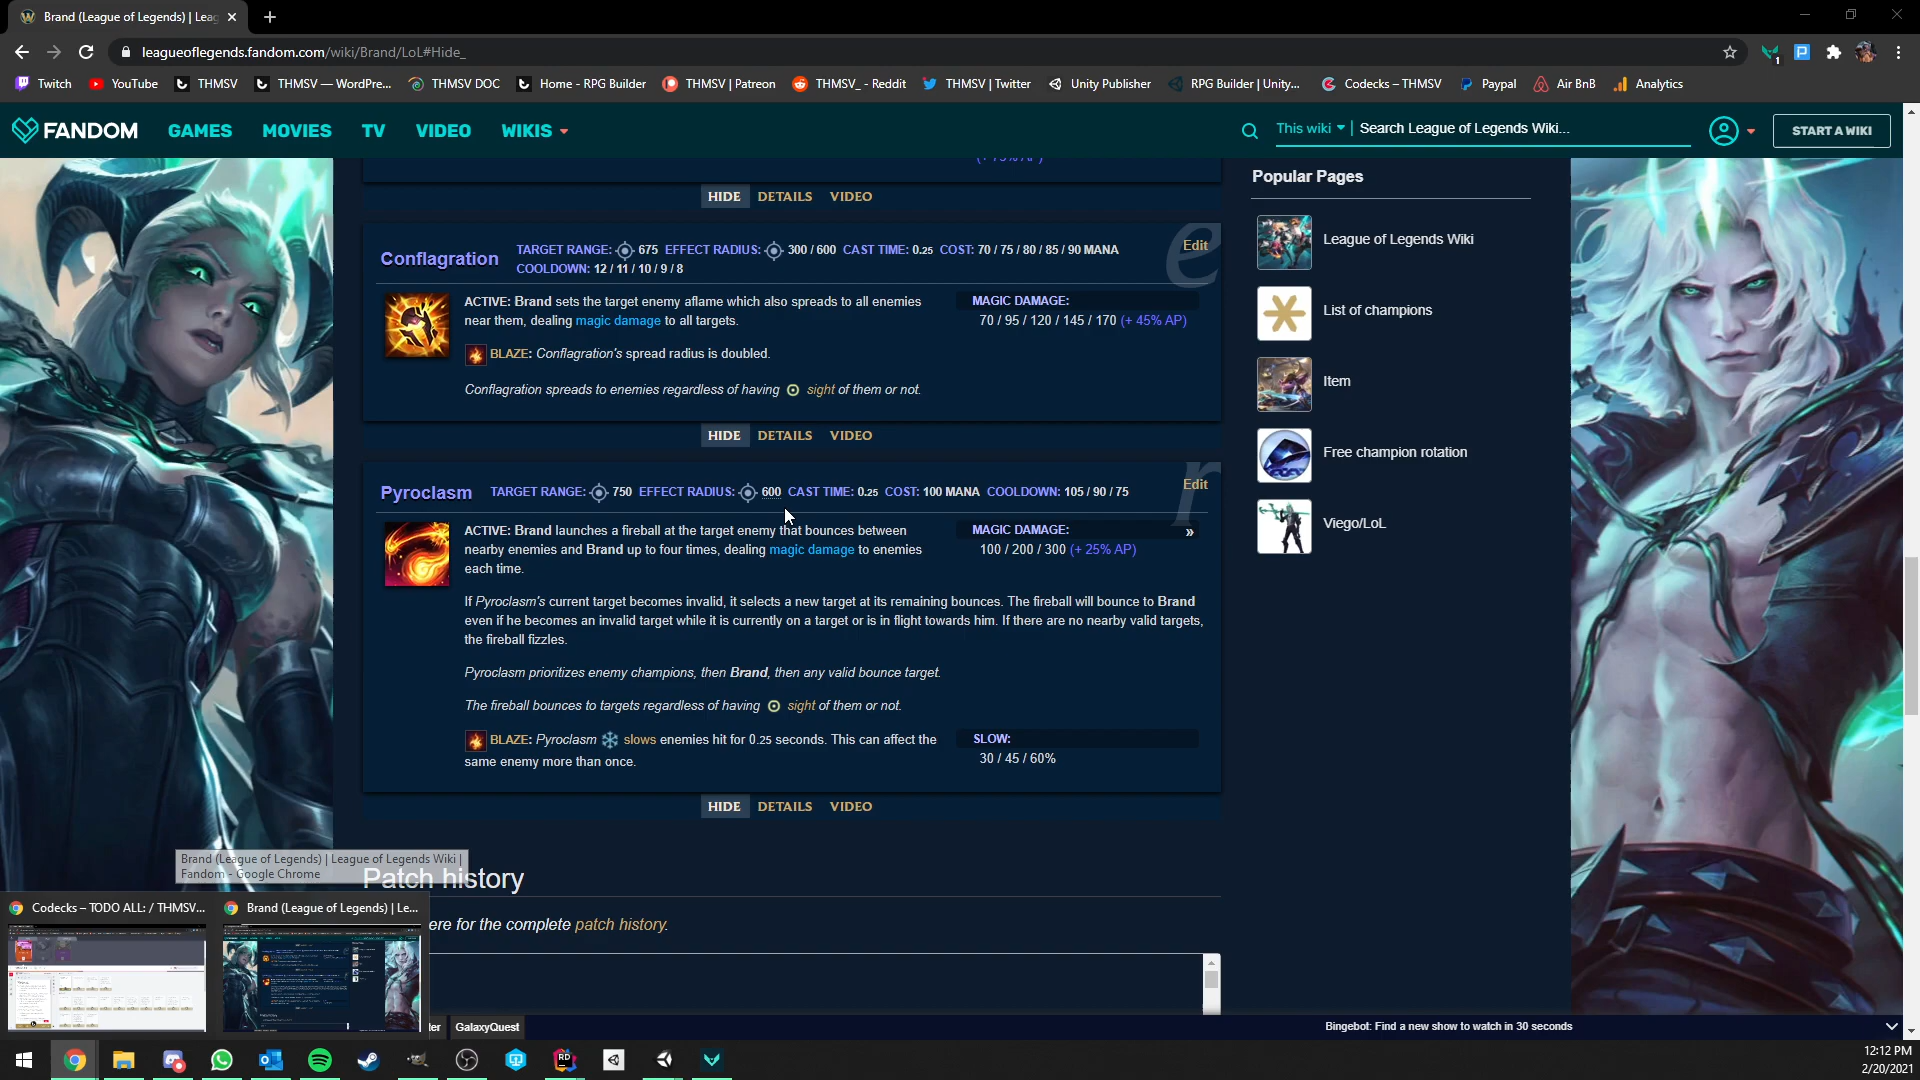 Brand (League of Legends) | Leag
leagueoflegends.fandom.com/wiki/Brand/LoL#Hide_
1
Twitch
YouTube
THMSV
THMSV — WordPre...
THMSV DOC
Home - RPG Builder
THMSV | Patreon
THMSV_ - Reddit
THMSV | Twitter
Unity Publisher
RPG Builder | Unity...
Codecks – THMSV
Paypal
Air BnB
Analytics
FANDOM
GAMES
MOVIES
TV
VIDEO
WIKIS
This wiki
Search League of Legends Wiki...
START A WIKI
HIDE DETAILS VIDEO
Conflagration
TARGET RANGE: 675 EFFECT RADIUS: 300 / 600 CAST TIME: 0.25 COST: 70 / 75 / 80 / 85 / 90 MANA
COOLDOWN: 12 / 11 / 10 / 9 / 8
e
Edit
ACTIVE: Brand sets the target enemy aflame which also spreads to all enemies
near them, dealing magic damage to all targets.
MAGIC DAMAGE:
70 / 95 / 120 / 145 / 170 (+ 45% AP)
BLAZE: Conflagration's spread radius is doubled.
Conflagration spreads to enemies regardless of having sight of them or not.
HIDE DETAILS VIDEO
Pyroclasm
TARGET RANGE: 750 EFFECT RADIUS: 600 CAST TIME: 0.25 COST: 100 MANA COOLDOWN: 105 / 90 / 75
r
Edit
ACTIVE: Brand launches a fireball at the target enemy that bounces between
nearby enemies and Brand up to four times, dealing magic damage to enemies
each time.
MAGIC DAMAGE:
»
100 / 200 / 300 (+ 25% AP)
If Pyroclasm's current target becomes invalid, it selects a new target at its remaining bounces. The fireball will bounce to Brand
even if he becomes an invalid target while it is currently on a target or is in flight towards him. If there are no nearby valid targets,
the fireball fizzles.
Pyroclasm prioritizes enemy champions, then Brand, then any valid bounce target.
The fireball bounces to targets regardless of having sight of them or not.
BLAZE: Pyroclasm slows enemies hit for 0.25 seconds. This can affect the
same enemy more than once.
SLOW:
30 / 45 / 60%
HIDE DETAILS VIDEO
Popular Pages
League of Legends Wiki
List of champions
Item
Free champion rotation
Viego/LoL
Patch history
ere for the complete patch history.
Brand (League of Legends) | League of Legends Wiki |
Fandom - Google Chrome
Codecks – TODO ALL: / THMSV...
Brand (League of Legends) | Le...
ter
GalaxyQuest
Bingebot: Find a new show to watch in 30 seconds
RD
12:12 PM
2/20/2021